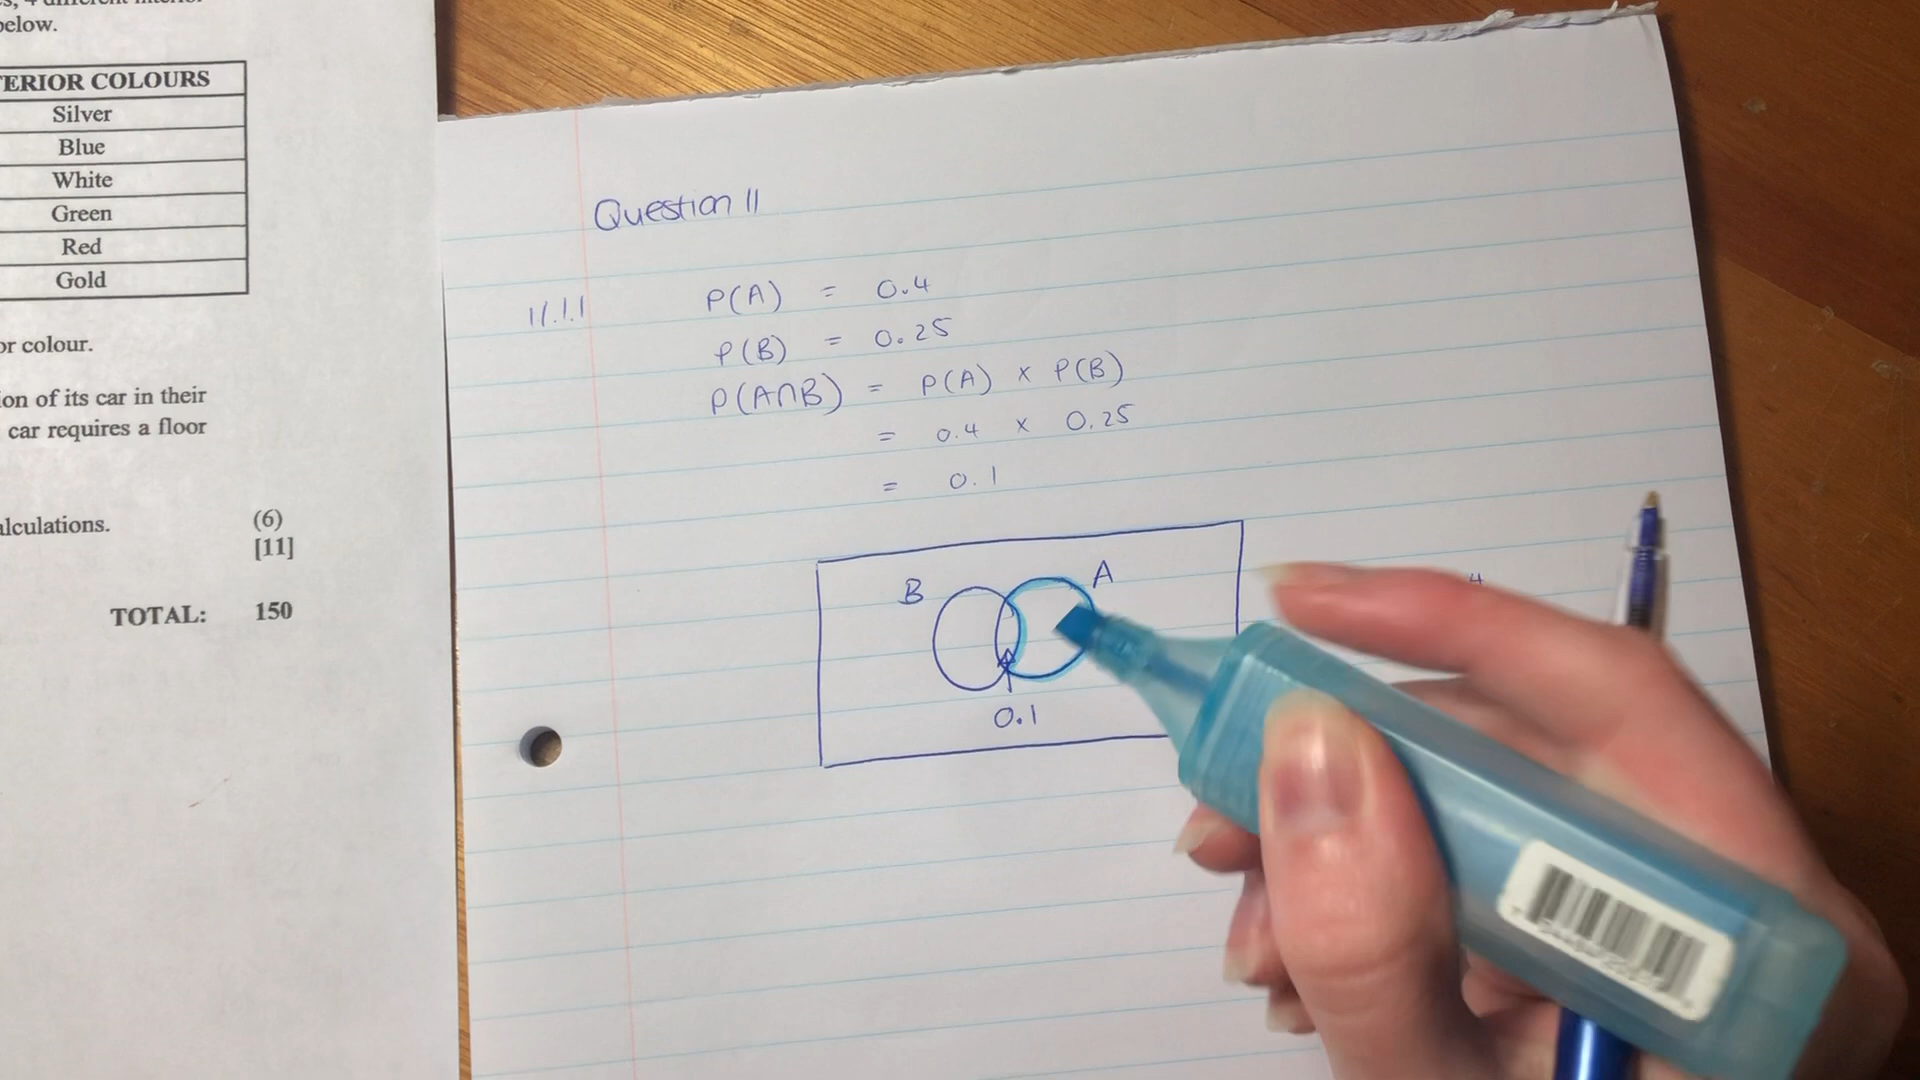 below.
TERIOR COLOURS
Silver
Blue
White
Green
Red
Gold
or colour.
ion of its car in their
car requires a floor
alculations. (6)
[11]
TOTAL: 150
Question 11
11.1.1 P(A) = 0.4
P(B) = 0.25
P(A∩B) = P(A) x P(B)
= 0.4 x 0.25
= 0.1
B A
0.1
4